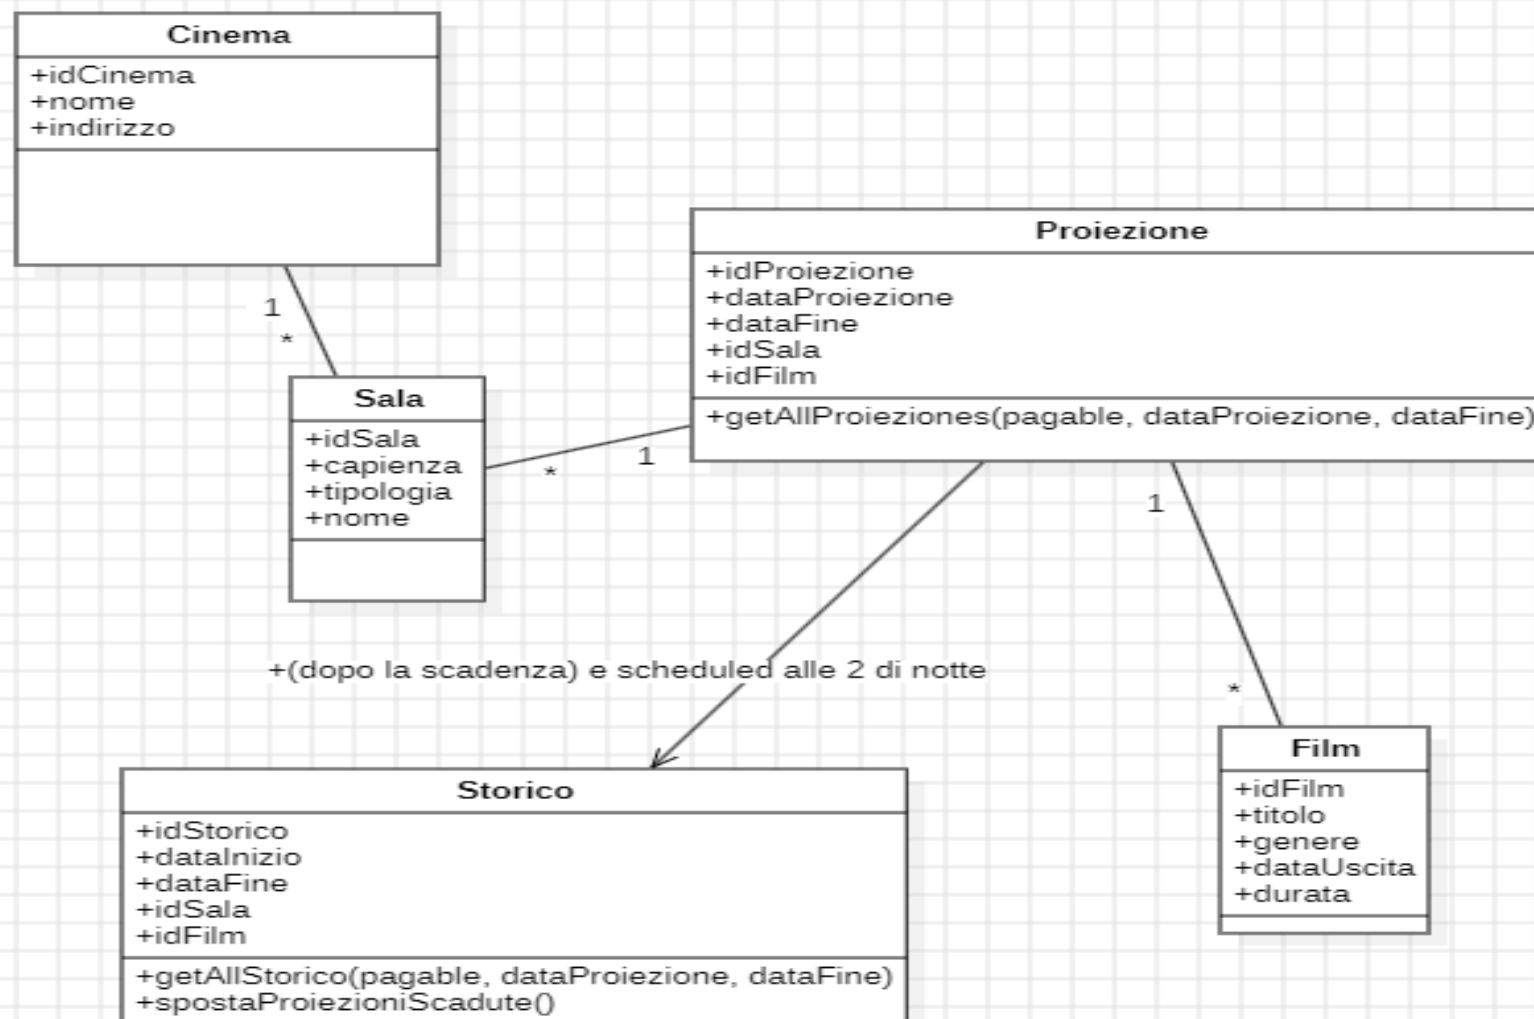 Cinema
+idCinema
+nome
+indirizzo
1
*
Sala
+idSala
+capienza
+tipologia
+nome
*
1
Proiezione
+idProiezione
+dataProiezione
+dataFine
+idSala
+idFilm
+getAllProieziones(pagable, dataProiezione, dataFine)
1
*
+(dopo la scadenza) e scheduled alle 2 di notte
Storico
+idStorico
+dataInizio
+dataFine
+idSala
+idFilm
+getAllStorico(pagable, dataProiezione, dataFine)
+spostaProiezioniScadute()
Film
+idFilm
+titolo
+genere
+dataUscita
+durata